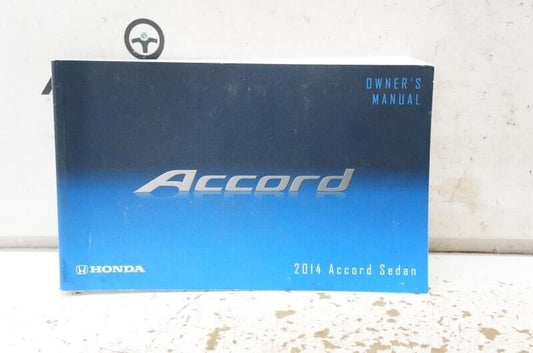 OWNER'S
MANUAL
Accord
HONDA
2014 Accord Sedan